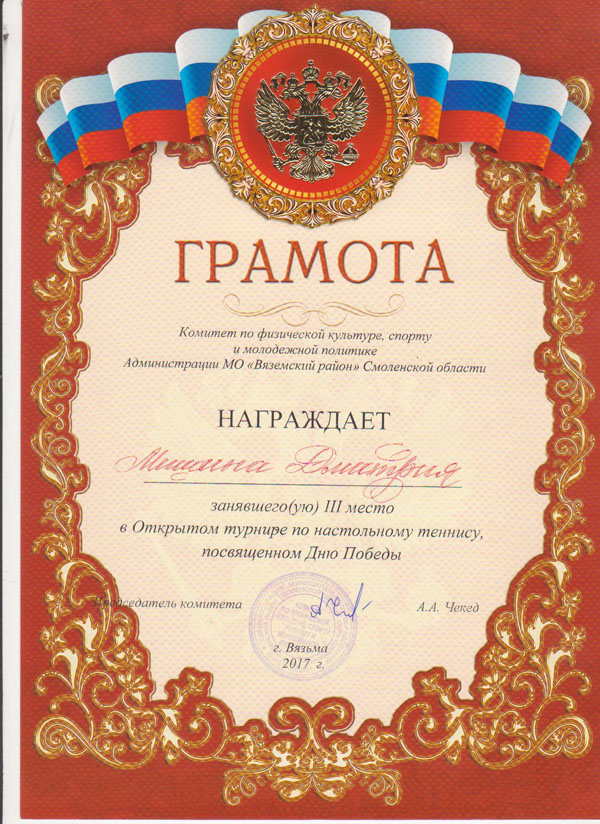 ГРАМОТА
Комитет по физической культуре, спорту
и молодежной политике
Администрации МО «Вяземский район» Смоленской области
НАГРАЖДАЕТ
Мешкина Дмитрия
занявшего(ую) III место
в Открытом турнире по настольному теннису,
посвященном Дню Победы
Председатель комитета
А.А. Чекед
г. Вязьма
2017 г.